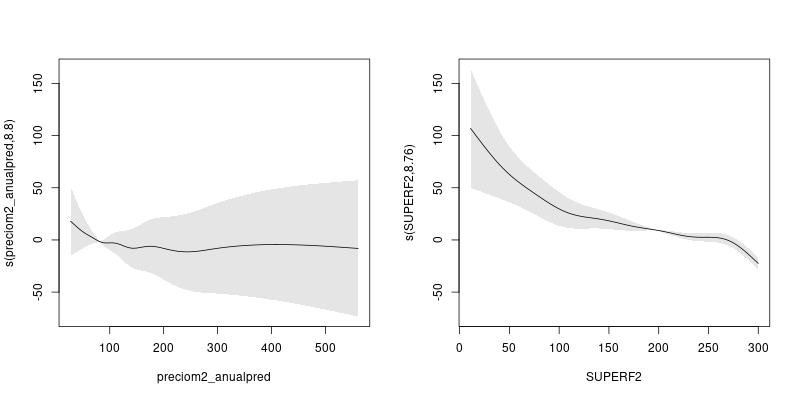 s(preciom2_anualpred,8.8)
150
100
50
0
-50
100 200 300 400 500
preciom2_anualpred
s(SUPERF2,8.76)
150
100
50
0
-50
0 50 100 150 200 250 300
SUPERF2